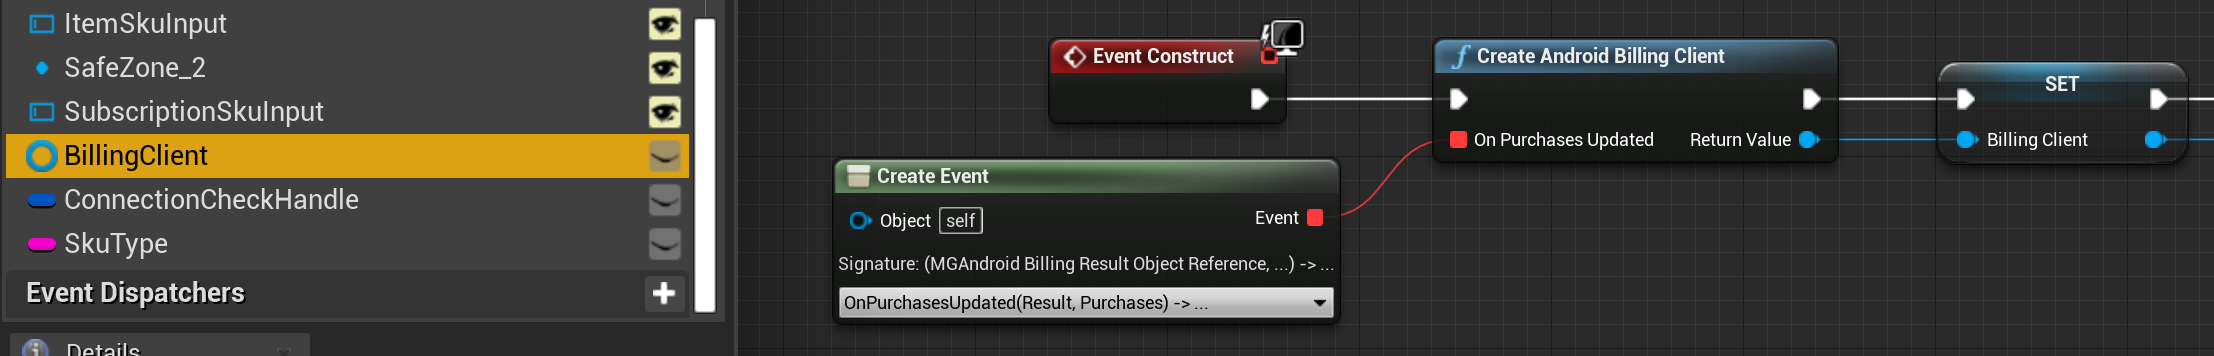 ItemSkuInput
SafeZone_2
SubscriptionSkuInput
BillingClient
ConnectionCheckHandle
SkuType
Event Dispatchers
Details
Event Construct
Create Android Billing Client
On Purchases Updated
Return Value
SET
Billing Client
Create Event
Object self
Event
Signature: (MGAndroid Billing Result Object Reference, ...) -> ...
OnPurchasesUpdated(Result, Purchases) -> ...